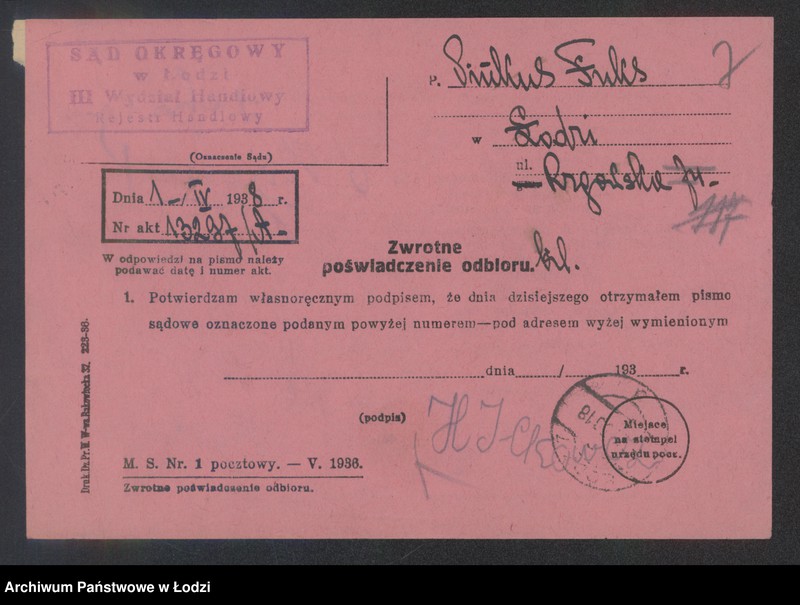 SĄD OKRĘGOWY
w Łodzi
III Wydział Handlowy
Rejestr Handlowy
(Oznaczenie Sądu)
P. Pinkus Fuks
w Łodzi
ul.
Dnia 1-/IV 1938 r.
Nr akt 13287/A-
W odpowiedzi na pismo należy
podawać datę i numer akt.
Zwrotne
poświadczenie odbioru.
1. Potwierdzam własnoręcznym podpisem, że dnia dzisiejszego otrzymałem pismo
sądowe oznaczone podanym powyżej numerem—pod adresem wyżej wymienionym
dnia / 193 r.
(podpis)
Miejsce
na stempel
urzędu pocz.
M. S. Nr. 1 pocztowy. — V. 1936.
Zwrotne poświadczenie odbioru.
Archiwum Państwowe w Łodzi